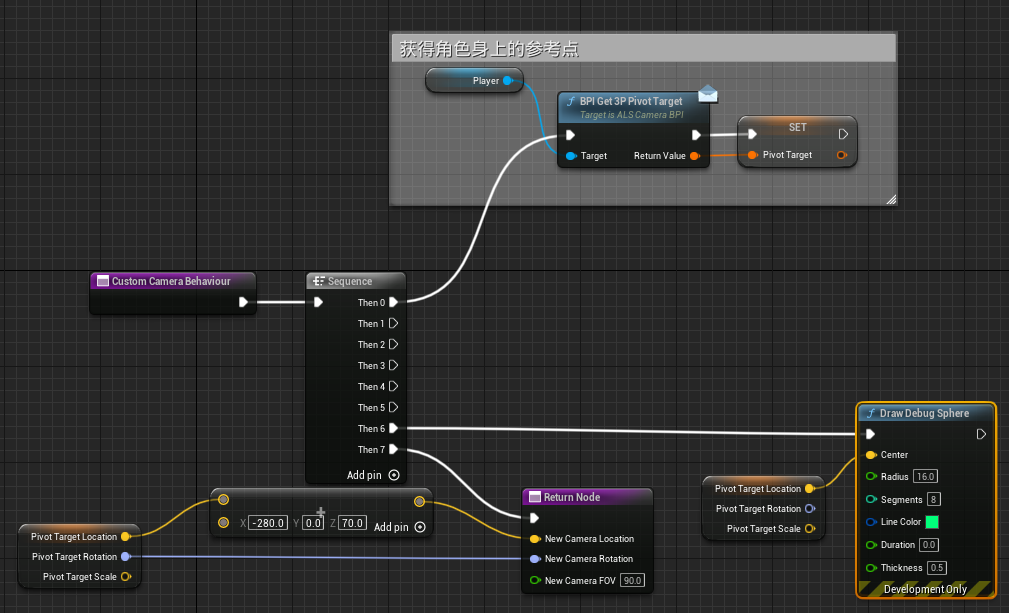 获得角色身上的参考点
Player
BPI Get 3P Pivot Target
Target is ALS Camera BPI
Target
Return Value
SET
Pivot Target
Custom Camera Behaviour
Sequence
Then 0
Then 1
Then 2
Then 3
Then 4
Then 5
Then 6
Then 7
Add pin
Pivot Target Location
Pivot Target Rotation
Pivot Target Scale
X -280.0 Y 0.0 Z 70.0 Add pin
Return Node
New Camera Location
New Camera Rotation
New Camera FOV 90.0
Pivot Target Location
Pivot Target Rotation
Pivot Target Scale
Draw Debug Sphere
Center
Radius 16.0
Segments 8
Line Color
Duration 0.0
Thickness 0.5
Development Only